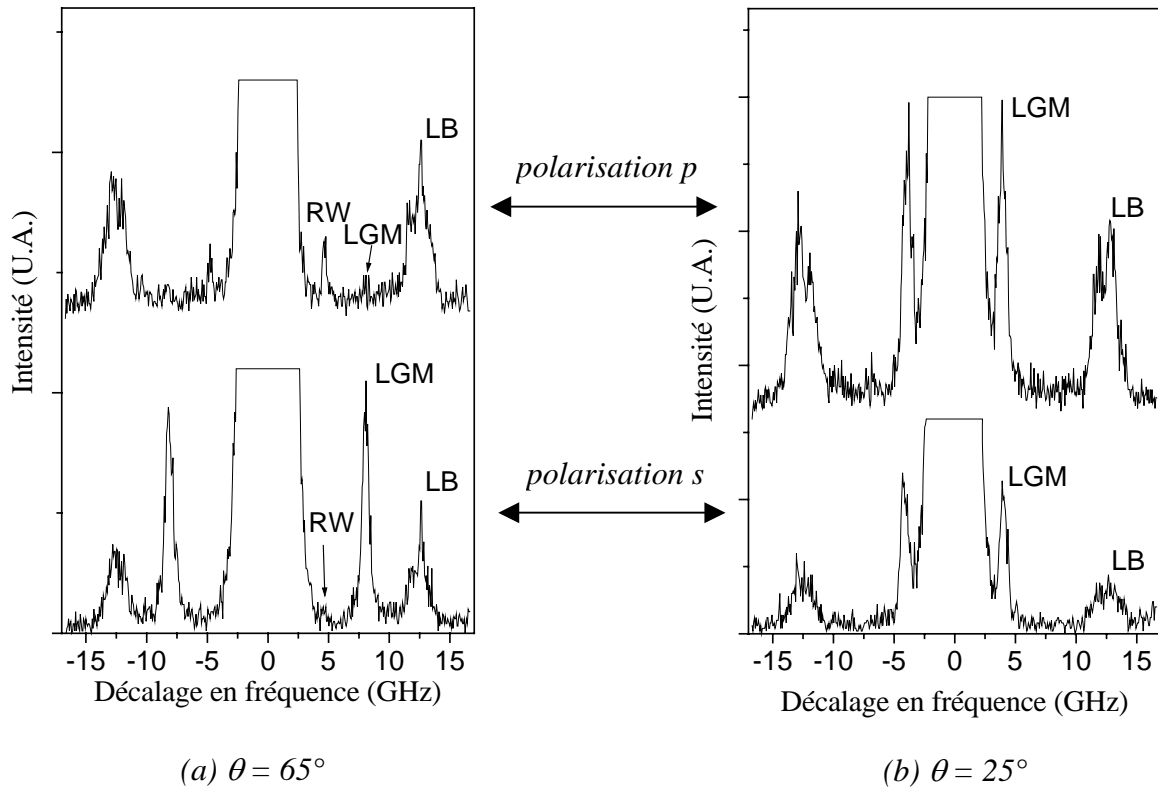 Intensité (U.A.)
LB
RW
LGM
LGM
LB
RW
-15 -10 -5 0 5 10 15
Décalage en fréquence (GHz)
(a) θ = 65°
polarisation p
polarisation s
Intensité (U.A.)
LGM
LB
LGM
LB
-15 -10 -5 0 5 10 15
Décalage en fréquence (GHz)
(b) θ = 25°